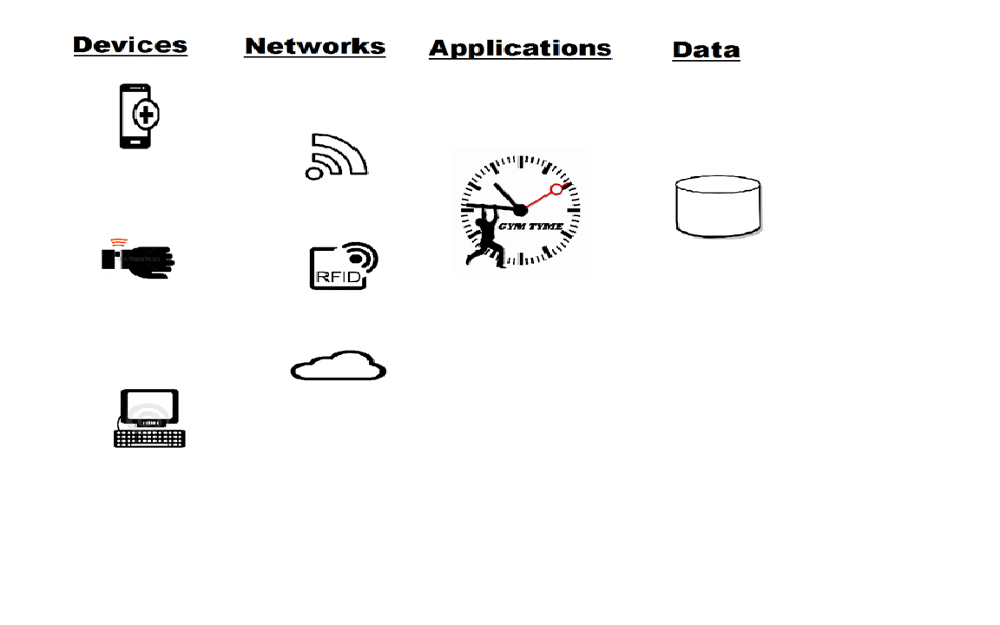 Devices
Networks
Applications
Data
GYM TYME
RFID